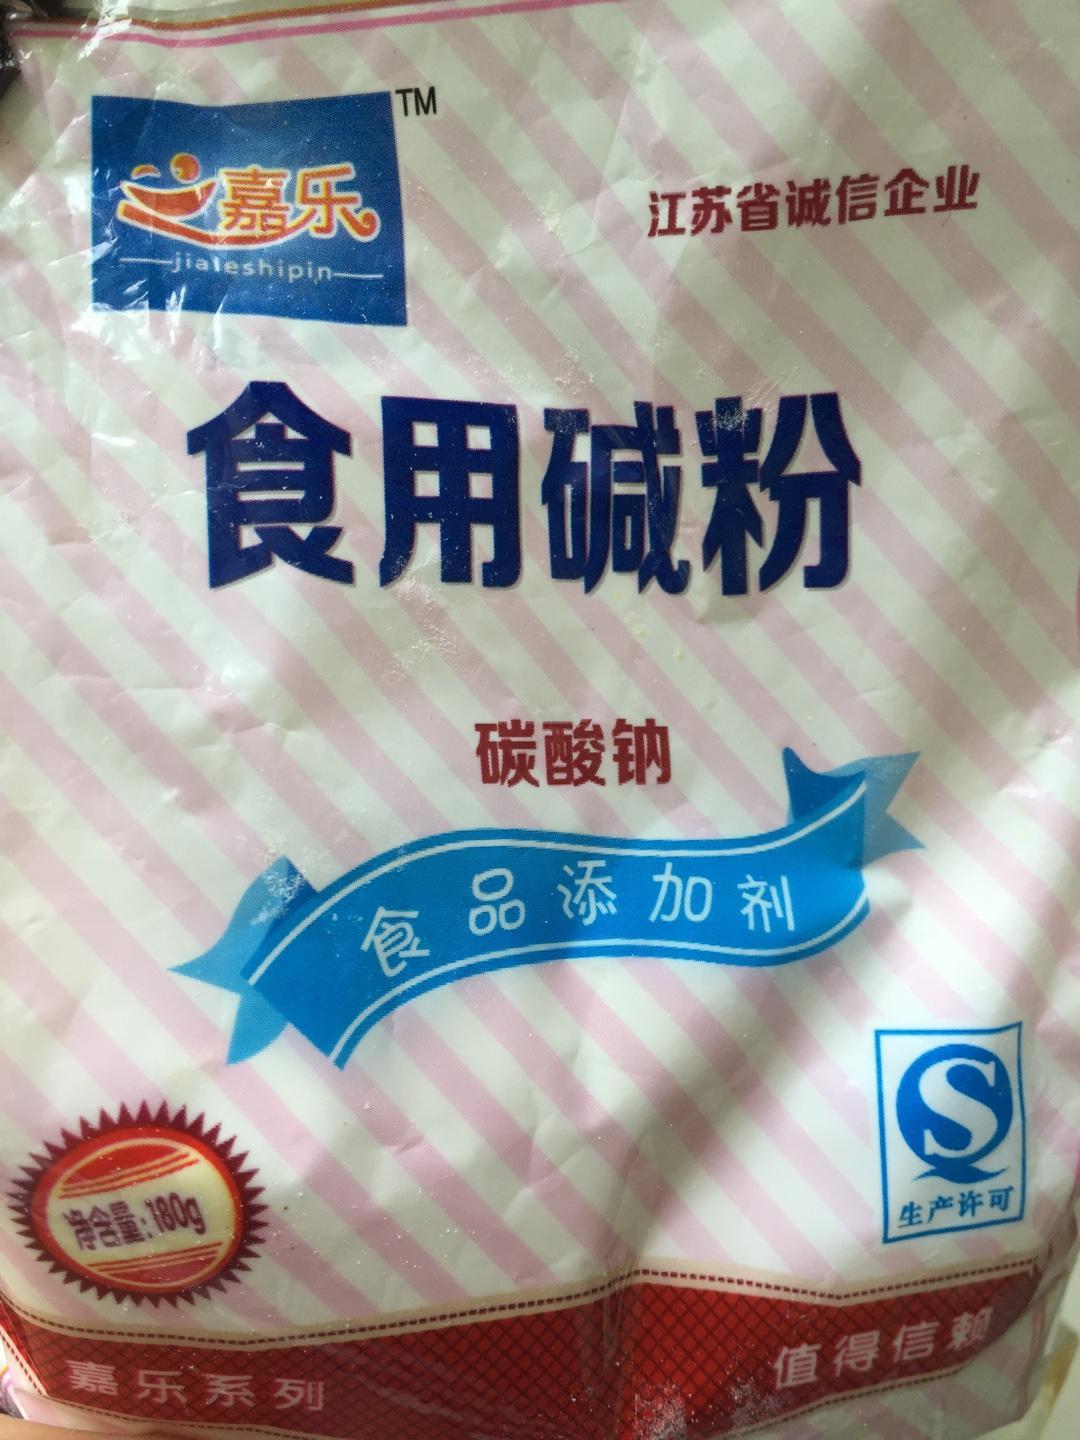 TM
嘉乐
jialeshipin
江苏省诚信企业
食用碱粉
碳酸钠
食品添加剂
QS
生产许可
净含量:180g
嘉乐系列
值得信赖